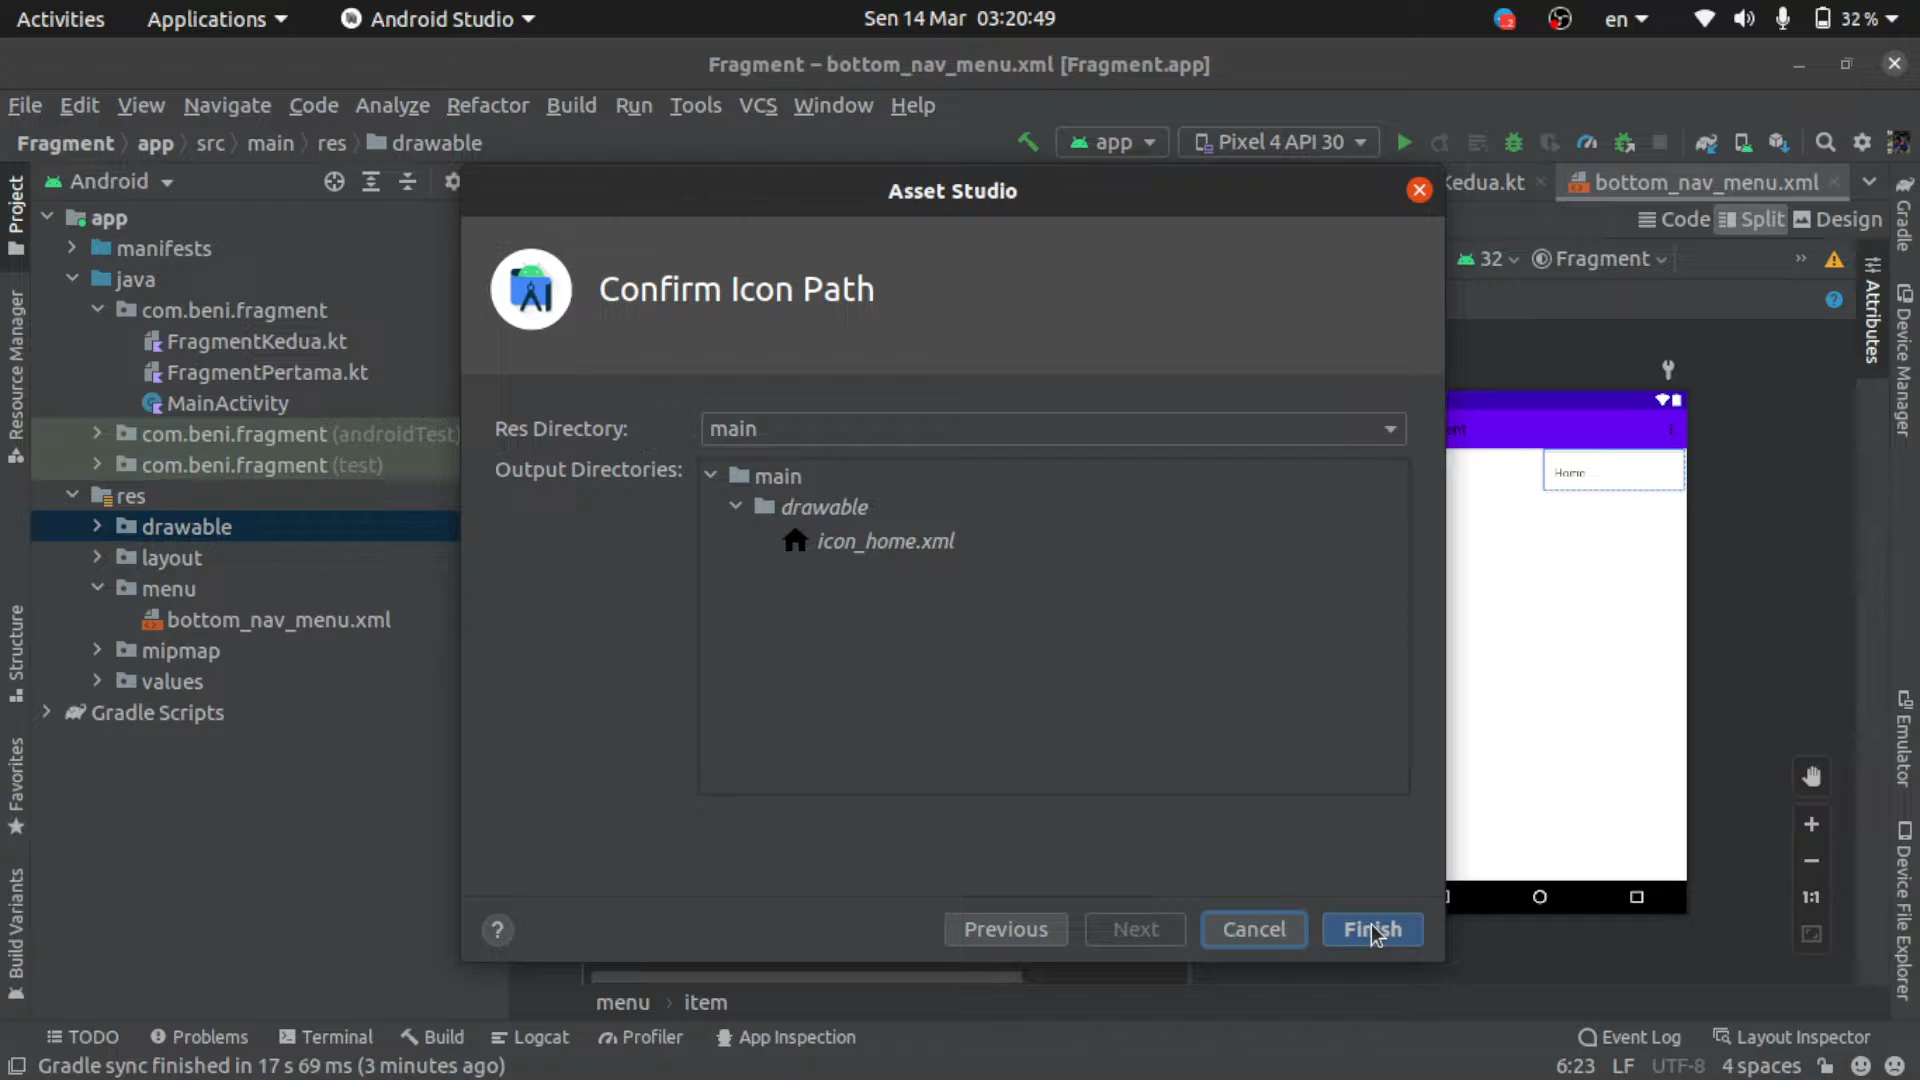 Activities Applications Android Studio Sen 14 Mar 03:20:49 2 en 32 %
Fragment – bottom_nav_menu.xml [Fragment.app]
File Edit View Navigate Code Analyze Refactor Build Run Tools VCS Window Help
Fragment app src main res drawable app Pixel 4 API 30
Project Android Asset Studio Kedua.kt bottom_nav_menu.xml Gradle
app Code Split Design
manifests 32 Fragment
java Confirm Icon Path Attributes Device Manager
com.beni.fragment
Resource Manager
FragmentKedua.kt
FragmentPertama.kt
MainActivity
com.beni.fragment (androidTest) Res Directory: main
com.beni.fragment (test) Output Directories: main Home
res drawable
drawable icon_home.xml
layout
menu
Structure
bottom_nav_menu.xml
mipmap
values
Gradle Scripts
Emulator
Favorites
Device File Explorer
Build Variants 1:1
? Previous Next Cancel Finish
menu item
TODO Problems Terminal Build Logcat Profiler App Inspection Event Log Layout Inspector
Gradle sync finished in 17 s 69 ms (3 minutes ago) 6:23 LF UTF-8 4 spaces